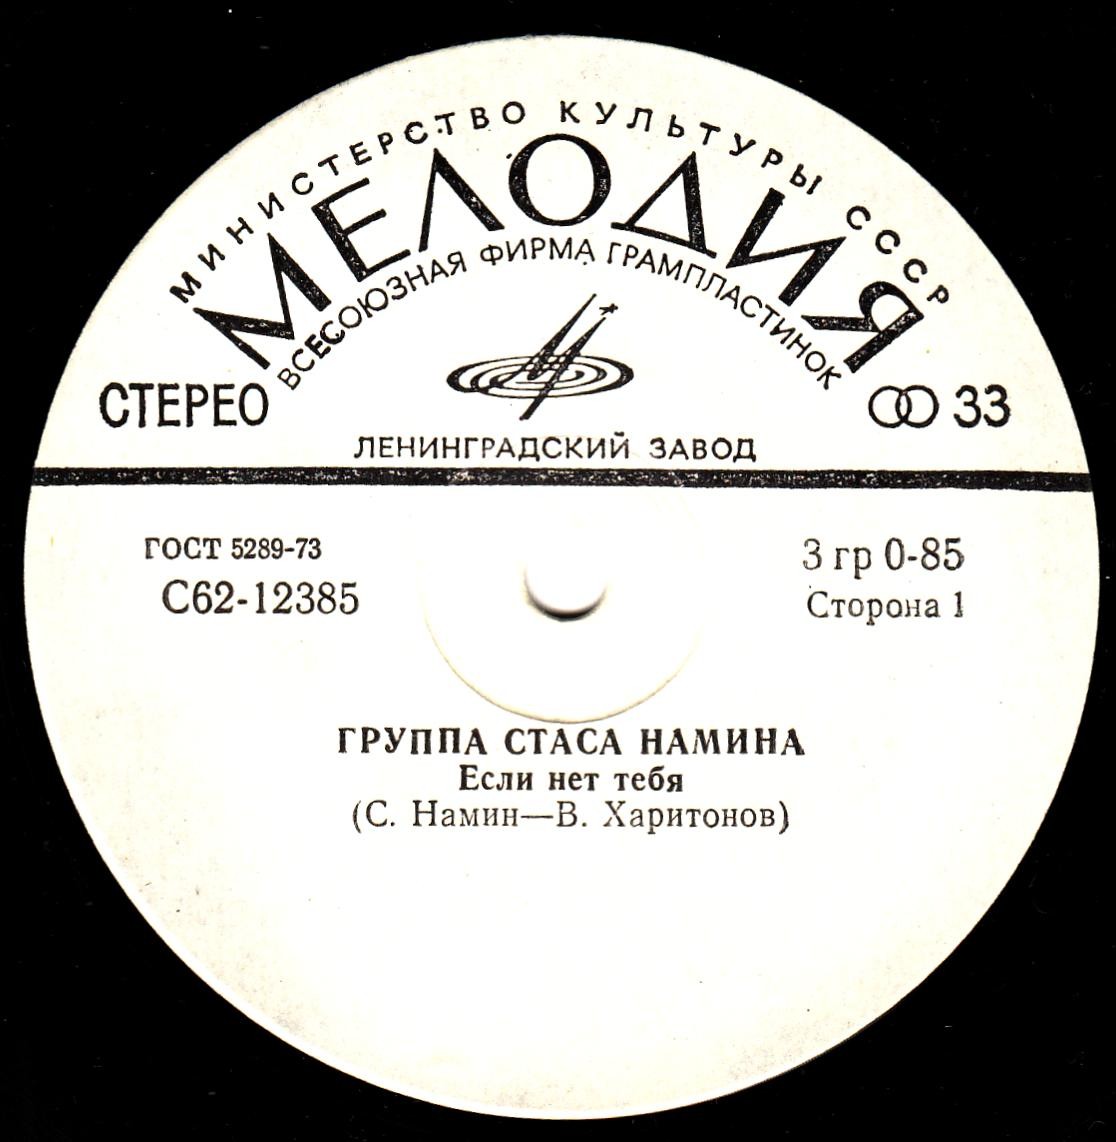 МИНИСТЕРСТВО КУЛЬТУРЫ СССР
МЕЛОДИЯ
ВСЕСОЮЗНАЯ ФИРМА ГРАМПЛАСТИНОК
СТЕРЕО
33
ЛЕНИНГРАДСКИЙ ЗАВОД
ГОСТ 5289-73
3 гр 0-85
С62-12385
Сторона 1
ГРУППА СТАСА НАМИНА
Если нет тебя
(С. Намин—В. Харитонов)